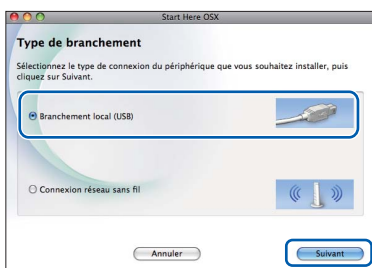 Start Here OSX
Type de branchement
Sélectionnez le type de connexion du périphérique que vous souhaitez installer, puis
cliquez sur Suivant.
Branchement local (USB)
Connexion réseau sans fil
Annuler
Suivant